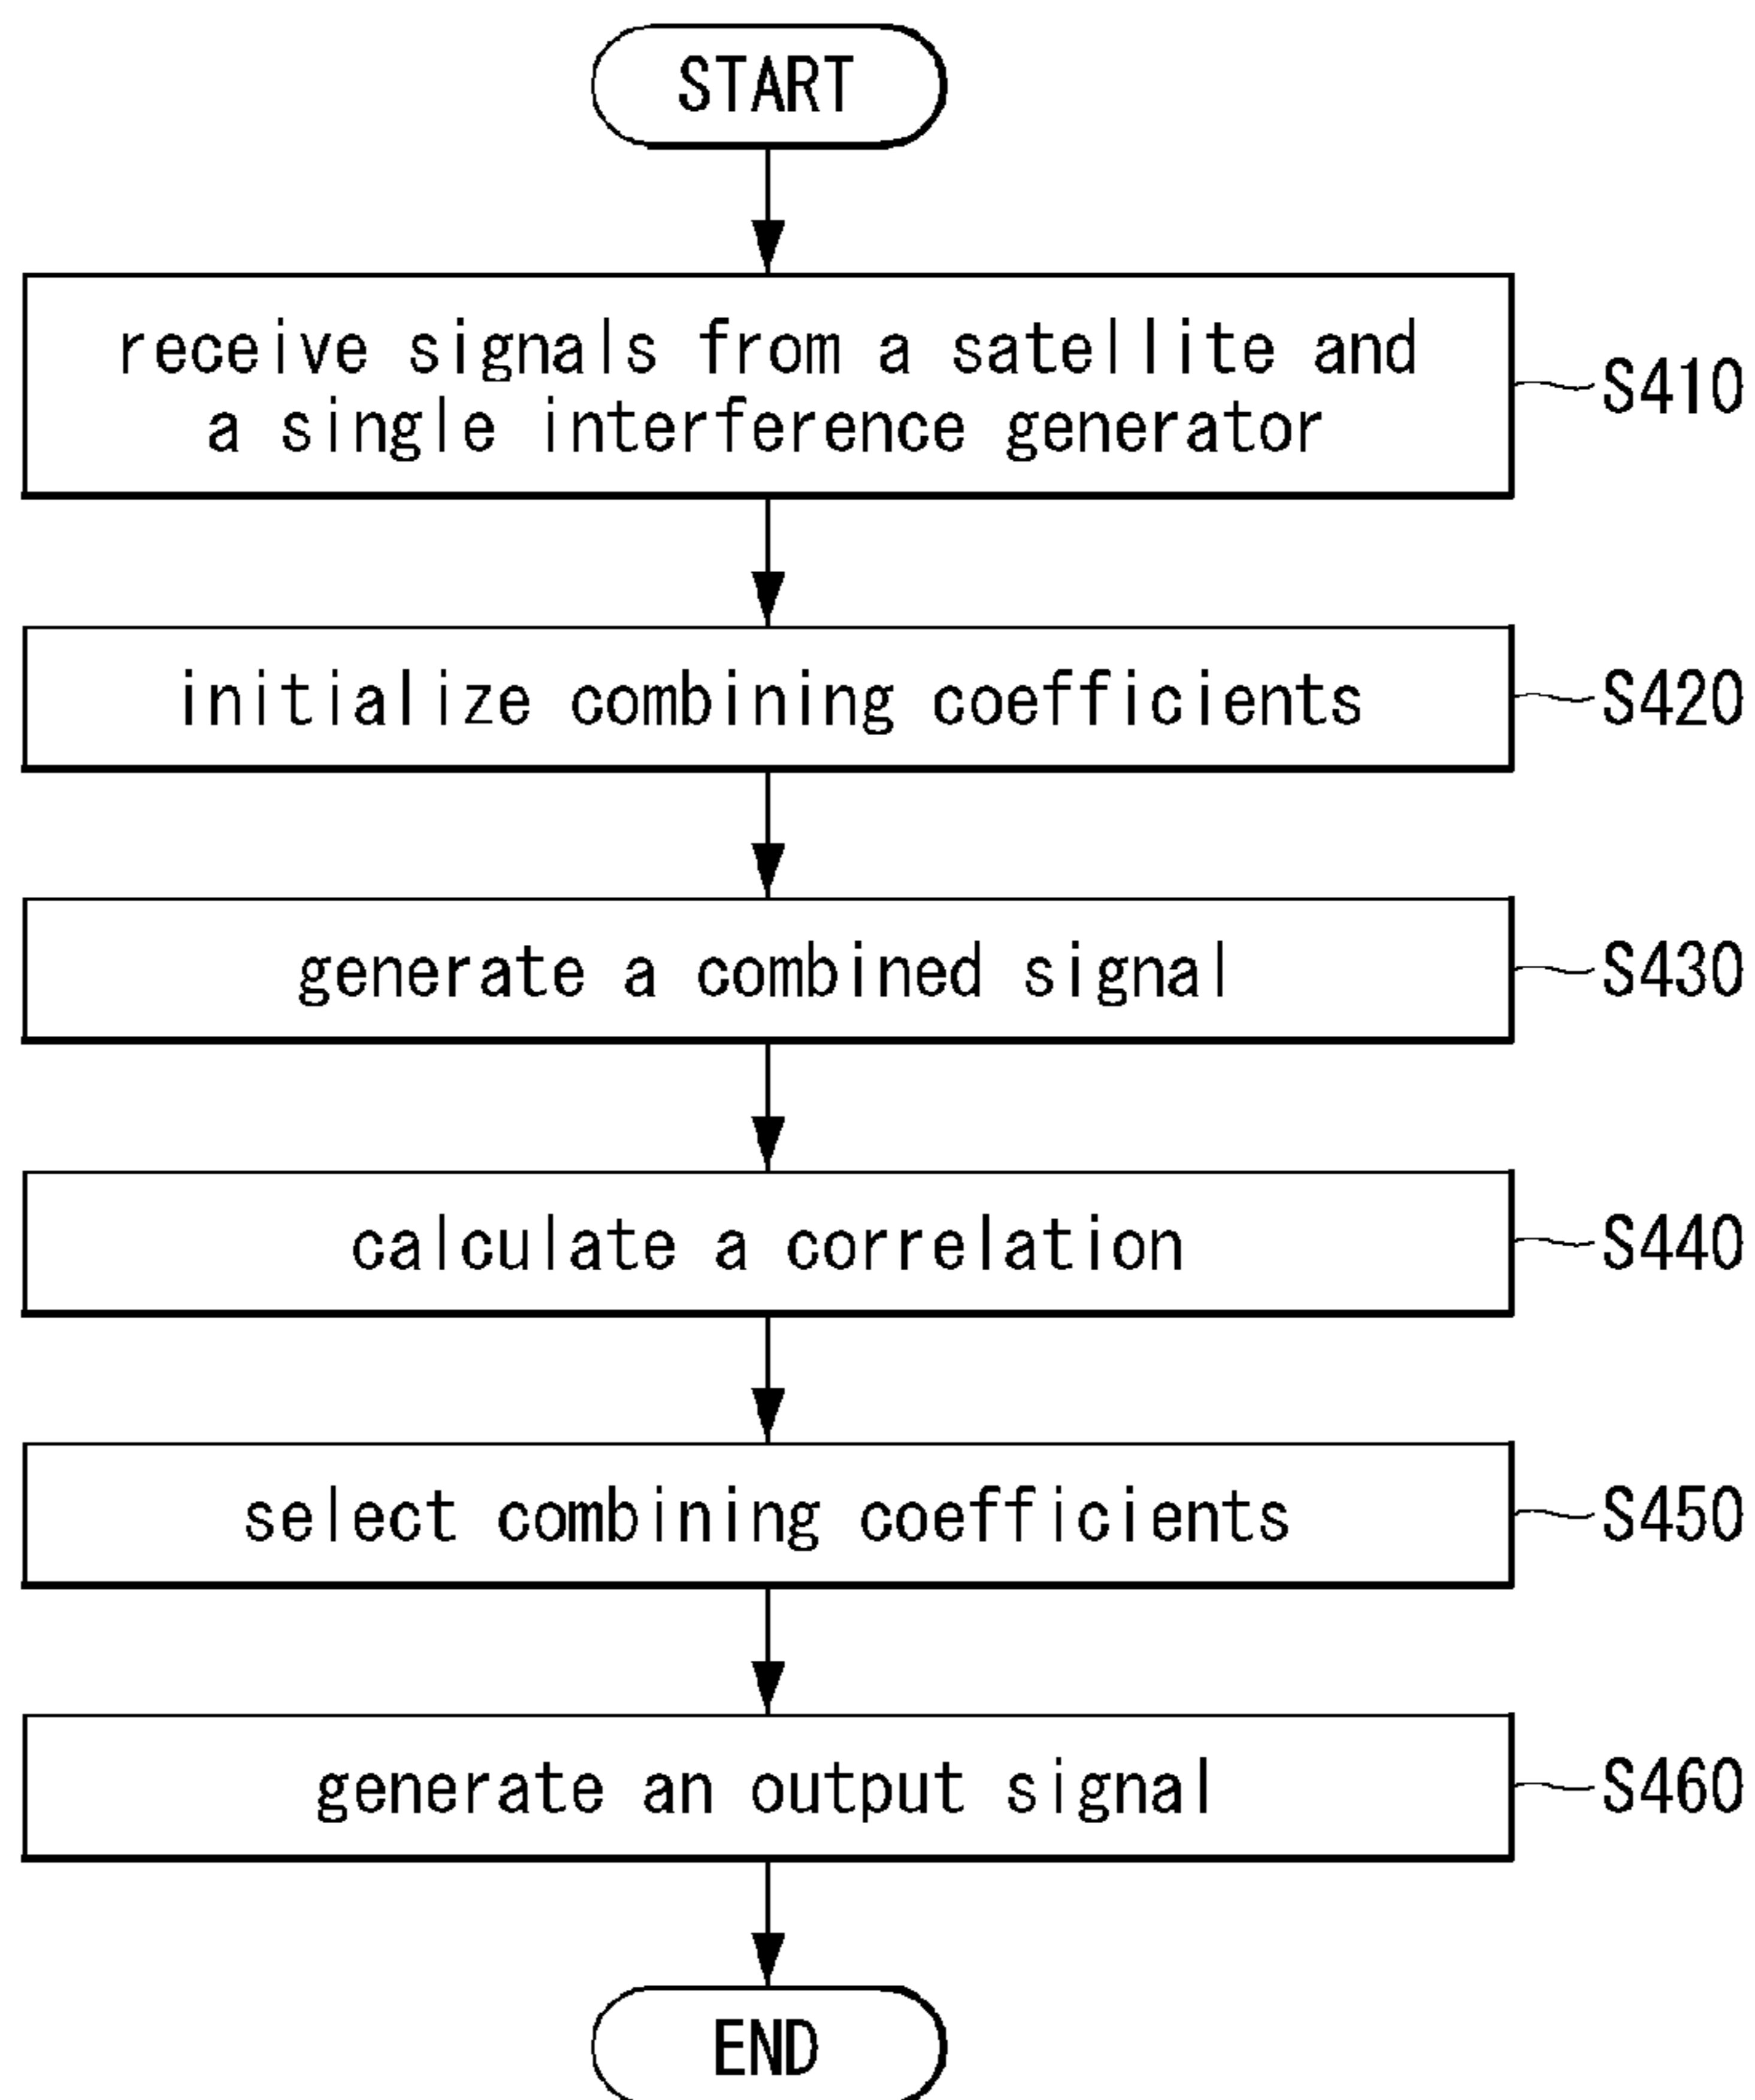 START
receive signals from a satellite and
a single interference generator
S410
initialize combining coefficients
S420
generate a combined signal
S430
calculate a correlation
S440
select combining coefficients
S450
generate an output signal
S460
END